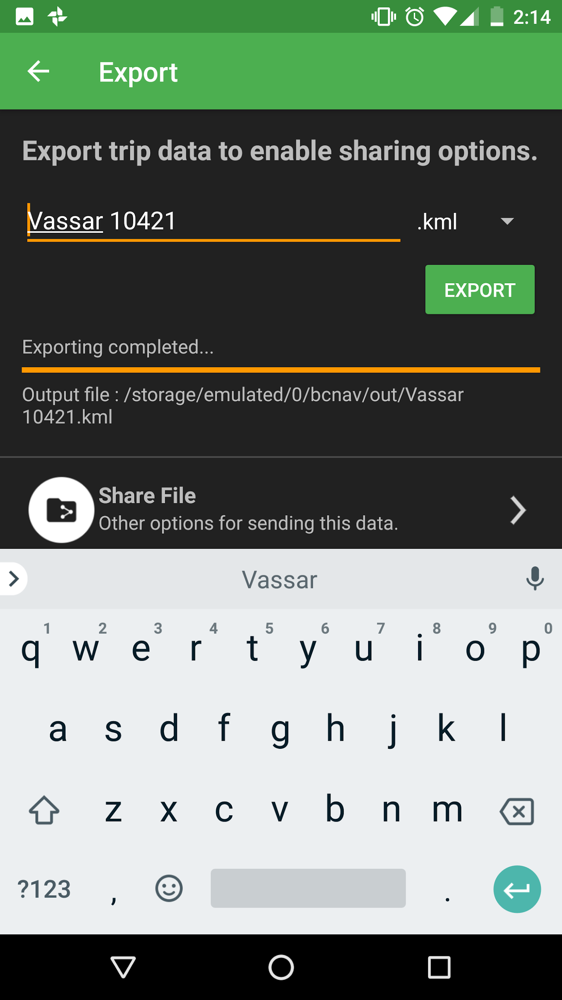 2:14
Export
Export trip data to enable sharing options.
Vassar 10421 .kml
EXPORT
Exporting completed...
Output file : /storage/emulated/0/bcnav/out/Vassar
10421.kml
Share File
Other options for sending this data.
Vassar
1 2 3 4 5 6 7 8 9 0
q w e r t y u i o p
a s d f g h j k l
z x c v b n m
?123 , .